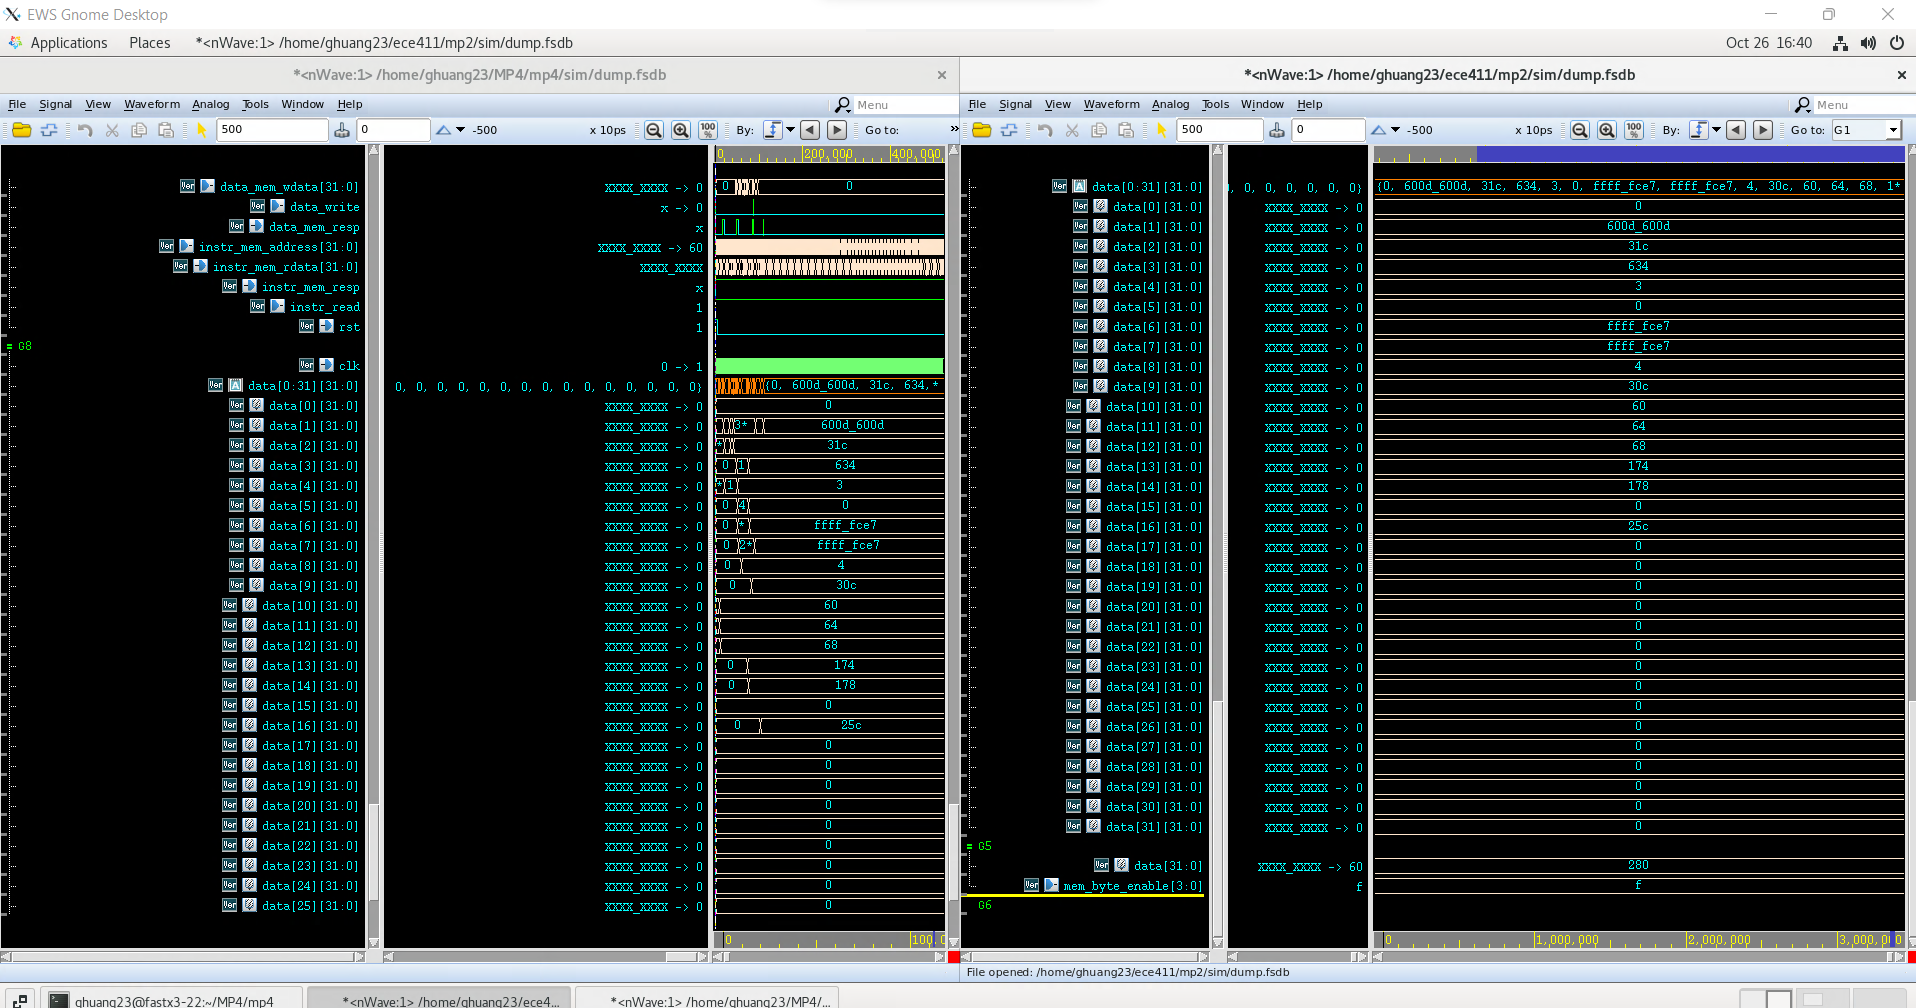 EWS Gnome Desktop
Applications Places *<nWave:1> /home/ghuang23/ece411/mp2/sim/dump.fsdb Oct 26 16:40
*<nWave:1> /home/ghuang23/MP4/mp4/sim/dump.fsdb
File Signal View Waveform Analog Tools Window Help Menu
500 0 -500 x 10ps 100 % By: Go to: »
0 200,000 400,000
data_mem_wdata[31:0] XXXX_XXXX -> 0 0 0
data_write x -> 0
data_mem_resp x
instr_mem_address[31:0] XXXX_XXXX -> 60
instr_mem_rdata[31:0] XXXX_XXXX
instr_mem_resp x
instr_read 1
rst 1
G8
clk 0 -> 1
data[0:31][31:0] 0, 0, 0, 0, 0, 0, 0, 0, 0, 0, 0, 0, 0, 0, 0} {0, 600d_600d, 31c, 634,*
data[0][31:0] XXXX_XXXX -> 0 0
data[1][31:0] XXXX_XXXX -> 0 3* 600d_600d
data[2][31:0] XXXX_XXXX -> 0 * 31c
data[3][31:0] XXXX_XXXX -> 0 0 1 634
data[4][31:0] XXXX_XXXX -> 0 * 1 3
data[5][31:0] XXXX_XXXX -> 0 0 4 0
data[6][31:0] XXXX_XXXX -> 0 0 * ffff_fce7
data[7][31:0] XXXX_XXXX -> 0 0 2* ffff_fce7
data[8][31:0] XXXX_XXXX -> 0 0 4
data[9][31:0] XXXX_XXXX -> 0 0 30c
data[10][31:0] XXXX_XXXX -> 0 60
data[11][31:0] XXXX_XXXX -> 0 64
data[12][31:0] XXXX_XXXX -> 0 68
data[13][31:0] XXXX_XXXX -> 0 0 174
data[14][31:0] XXXX_XXXX -> 0 0 178
data[15][31:0] XXXX_XXXX -> 0 0
data[16][31:0] XXXX_XXXX -> 0 0 25c
data[17][31:0] XXXX_XXXX -> 0 0
data[18][31:0] XXXX_XXXX -> 0 0
data[19][31:0] XXXX_XXXX -> 0 0
data[20][31:0] XXXX_XXXX -> 0 0
data[21][31:0] XXXX_XXXX -> 0 0
data[22][31:0] XXXX_XXXX -> 0 0
data[23][31:0] XXXX_XXXX -> 0 0
data[24][31:0] XXXX_XXXX -> 0 0
data[25][31:0] XXXX_XXXX -> 0 0
0 100,
*<nWave:1> /home/ghuang23/ece411/mp2/sim/dump.fsdb
File Signal View Waveform Analog Tools Window Help Menu
500 0 -500 x 10ps 100 % By: Go to: G1
data[0:31][31:0] , 0, 0, 0, 0, 0, 0} {0, 600d_600d, 31c, 634, 3, 0, ffff_fce7, ffff_fce7, 4, 30c, 60, 64, 68, 1*
data[0][31:0] XXXX_XXXX -> 0 0
data[1][31:0] XXXX_XXXX -> 0 600d_600d
data[2][31:0] XXXX_XXXX -> 0 31c
data[3][31:0] XXXX_XXXX -> 0 634
data[4][31:0] XXXX_XXXX -> 0 3
data[5][31:0] XXXX_XXXX -> 0 0
data[6][31:0] XXXX_XXXX -> 0 ffff_fce7
data[7][31:0] XXXX_XXXX -> 0 ffff_fce7
data[8][31:0] XXXX_XXXX -> 0 4
data[9][31:0] XXXX_XXXX -> 0 30c
data[10][31:0] XXXX_XXXX -> 0 60
data[11][31:0] XXXX_XXXX -> 0 64
data[12][31:0] XXXX_XXXX -> 0 68
data[13][31:0] XXXX_XXXX -> 0 174
data[14][31:0] XXXX_XXXX -> 0 178
data[15][31:0] XXXX_XXXX -> 0 0
data[16][31:0] XXXX_XXXX -> 0 25c
data[17][31:0] XXXX_XXXX -> 0 0
data[18][31:0] XXXX_XXXX -> 0 0
data[19][31:0] XXXX_XXXX -> 0 0
data[20][31:0] XXXX_XXXX -> 0 0
data[21][31:0] XXXX_XXXX -> 0 0
data[22][31:0] XXXX_XXXX -> 0 0
data[23][31:0] XXXX_XXXX -> 0 0
data[24][31:0] XXXX_XXXX -> 0 0
data[25][31:0] XXXX_XXXX -> 0 0
data[26][31:0] XXXX_XXXX -> 0 0
data[27][31:0] XXXX_XXXX -> 0 0
data[28][31:0] XXXX_XXXX -> 0 0
data[29][31:0] XXXX_XXXX -> 0 0
data[30][31:0] XXXX_XXXX -> 0 0
data[31][31:0] XXXX_XXXX -> 0 0
G5
data[31:0] XXXX_XXXX -> 60 280
mem_byte_enable[3:0] f f
G6
0 1,000,000 2,000,000 3,000,000
File opened: /home/ghuang23/ece411/mp2/sim/dump.fsdb
ghuang23@fastx3-22:~/MP4/mp4 *<nWave:1> /home/ghuang23/ece4... *<nWave:1> /home/ghuang23/MP4/...